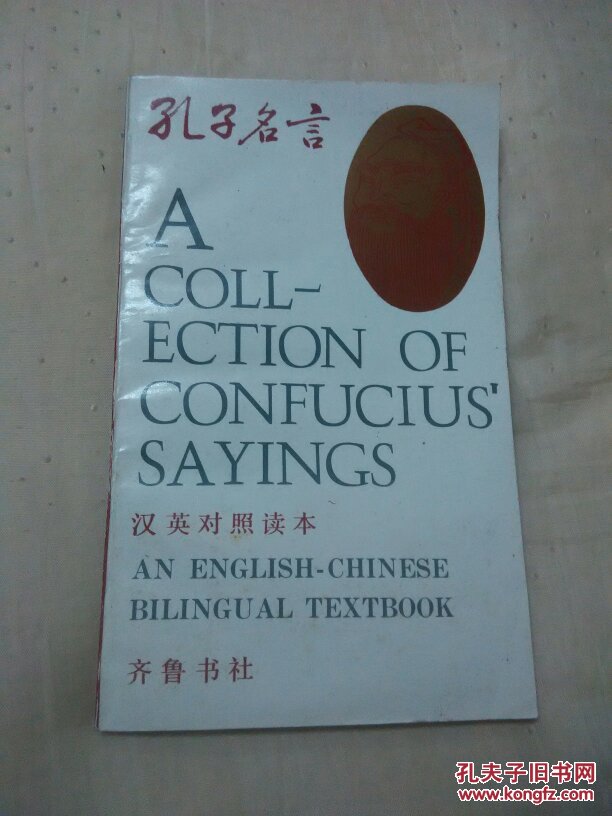 孔子名言
A
COLL-
ECTION OF
CONFUCIUS'
SAYINGS
汉英对照读本
AN ENGLISH-CHINESE
BILINGUAL TEXTBOOK
齐鲁书社
孔夫子旧书网
www.kongfz.com